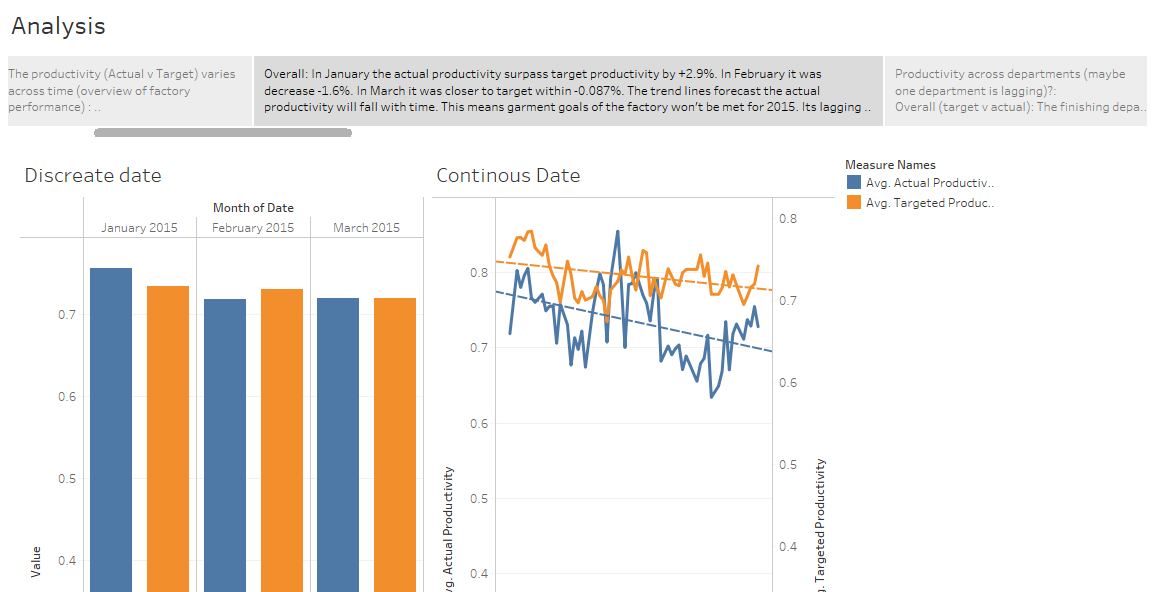 Analysis
The productivity (Actual v Target) varies
across time (overview of factory
performance) : ..
Overall: In January the actual productivity surpass target productivity by +2.9%. In February it was
decrease -1.6%. In March it was closer to target within -0.087%. The trend lines forecast the actual
productivity will fall with time. This means garment goals of the factory won't be met for 2015. Its lagging ..
Productivity across departments (maybe
one department is lagging)?:
Overall (target v actual): The finishing depa..
Discreate date
Month of Date
January 2015
February 2015
March 2015
0.7
0.6
0.5
0.4
Value
Continous Date
0.8
0.7
0.6
0.5
0.4
vg. Actual Productivity
0.8
0.7
0.6
0.5
0.4
g. Targeted Productivity
Measure Names
Avg. Actual Productiv..
Avg. Targeted Produc..